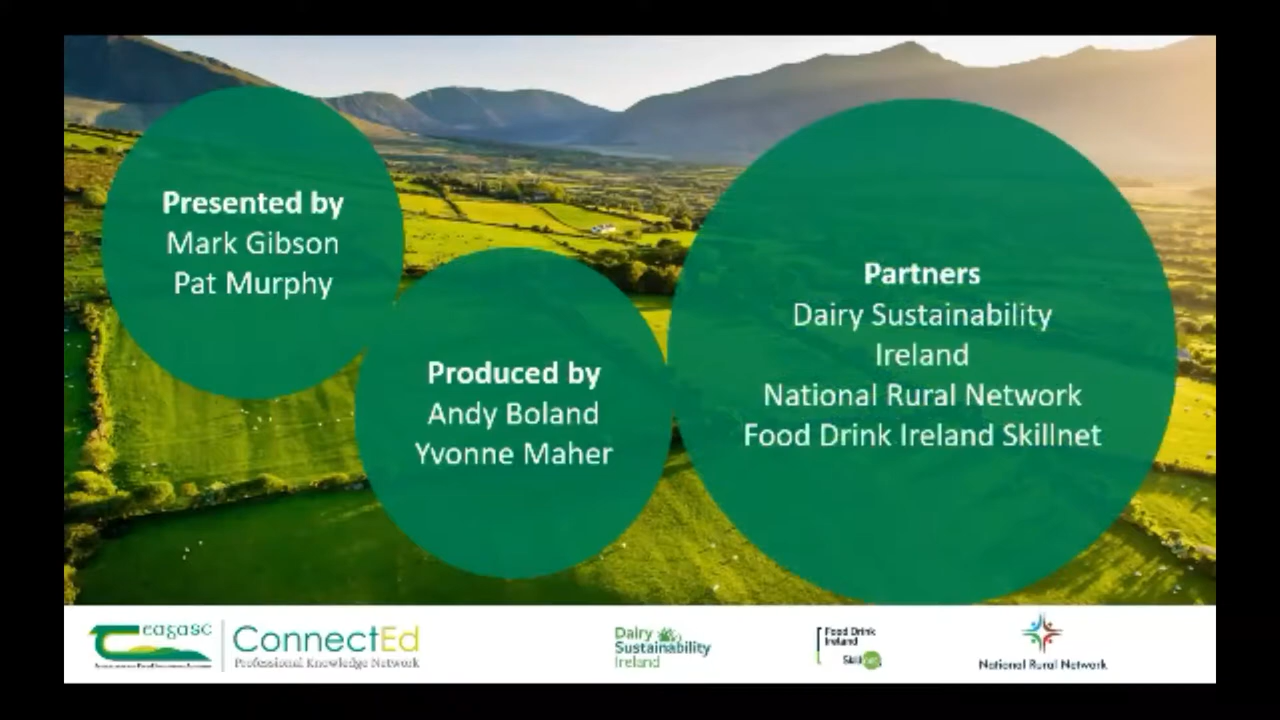 Presented by
Mark Gibson
Pat Murphy
Produced by
Andy Boland
Yvonne Maher
Partners
Dairy Sustainability
Ireland
National Rural Network
Food Drink Ireland Skillnet
eagasc
ConnectEd
Professional Knowledge Network
Dairy
Sustainability
Ireland
Food Drink
Ireland
Skillnet
National Rural Network